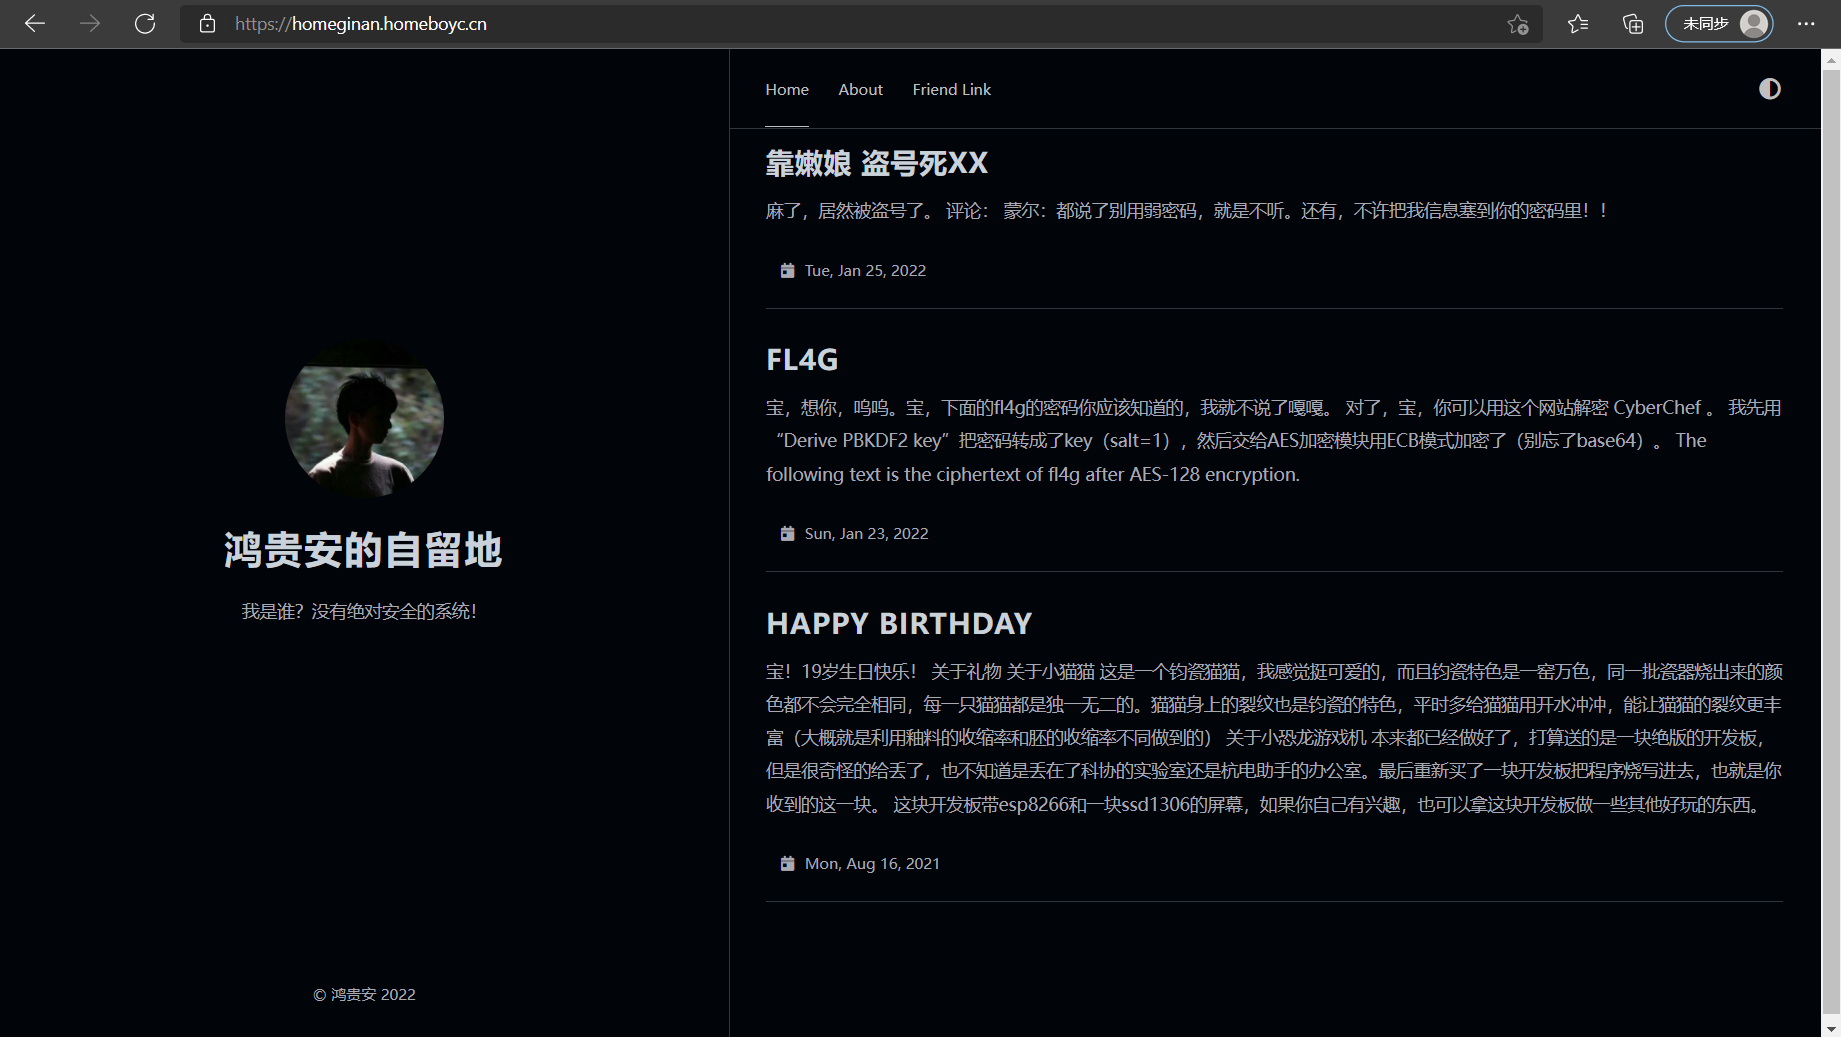 https://homeginan.homeboyc.cn
未同步
Home About Friend Link
靠嫩娘 盗号死XX
麻了，居然被盗号了。 评论： 蒙尔：都说了别用弱密码，就是不听。还有，不许把我信息塞到你的密码里！！
Tue, Jan 25, 2022
FL4G
宝，想你，呜呜。宝，下面的fl4g的密码你应该知道的，我就不说了嘎嘎。 对了，宝，你可以用这个网站解密 CyberChef 。 我先用
“Derive PBKDF2 key”把密码转成了key（salt=1），然后交给AES加密模块用ECB模式加密了（别忘了base64）。 The
following text is the ciphertext of fl4g after AES-128 encryption.
Sun, Jan 23, 2022
HAPPY BIRTHDAY
宝！19岁生日快乐！ 关于礼物 关于小猫猫 这是一个钧瓷猫猫，我感觉挺可爱的，而且钧瓷特色是一窑万色，同一批瓷器烧出来的颜
色都不会完全相同，每一只猫猫都是独一无二的。猫猫身上的裂纹也是钧瓷的特色，平时多给猫猫用开水冲冲，能让猫猫的裂纹更丰
富（大概就是利用釉料的收缩率和胚的收缩率不同做到的） 关于小恐龙游戏机 本来都已经做好了，打算送的是一块绝版的开发板，
但是很奇怪的给丢了，也不知道是丢在了科协的实验室还是杭电助手的办公室。最后重新买了一块开发板把程序烧写进去，也就是你
收到的这一块。 这块开发板带esp8266和一块ssd1306的屏幕，如果你自己有兴趣，也可以拿这块开发板做一些其他好玩的东西。
Mon, Aug 16, 2021
鸿贵安的自留地
我是谁？没有绝对安全的系统！
© 鸿贵安 2022